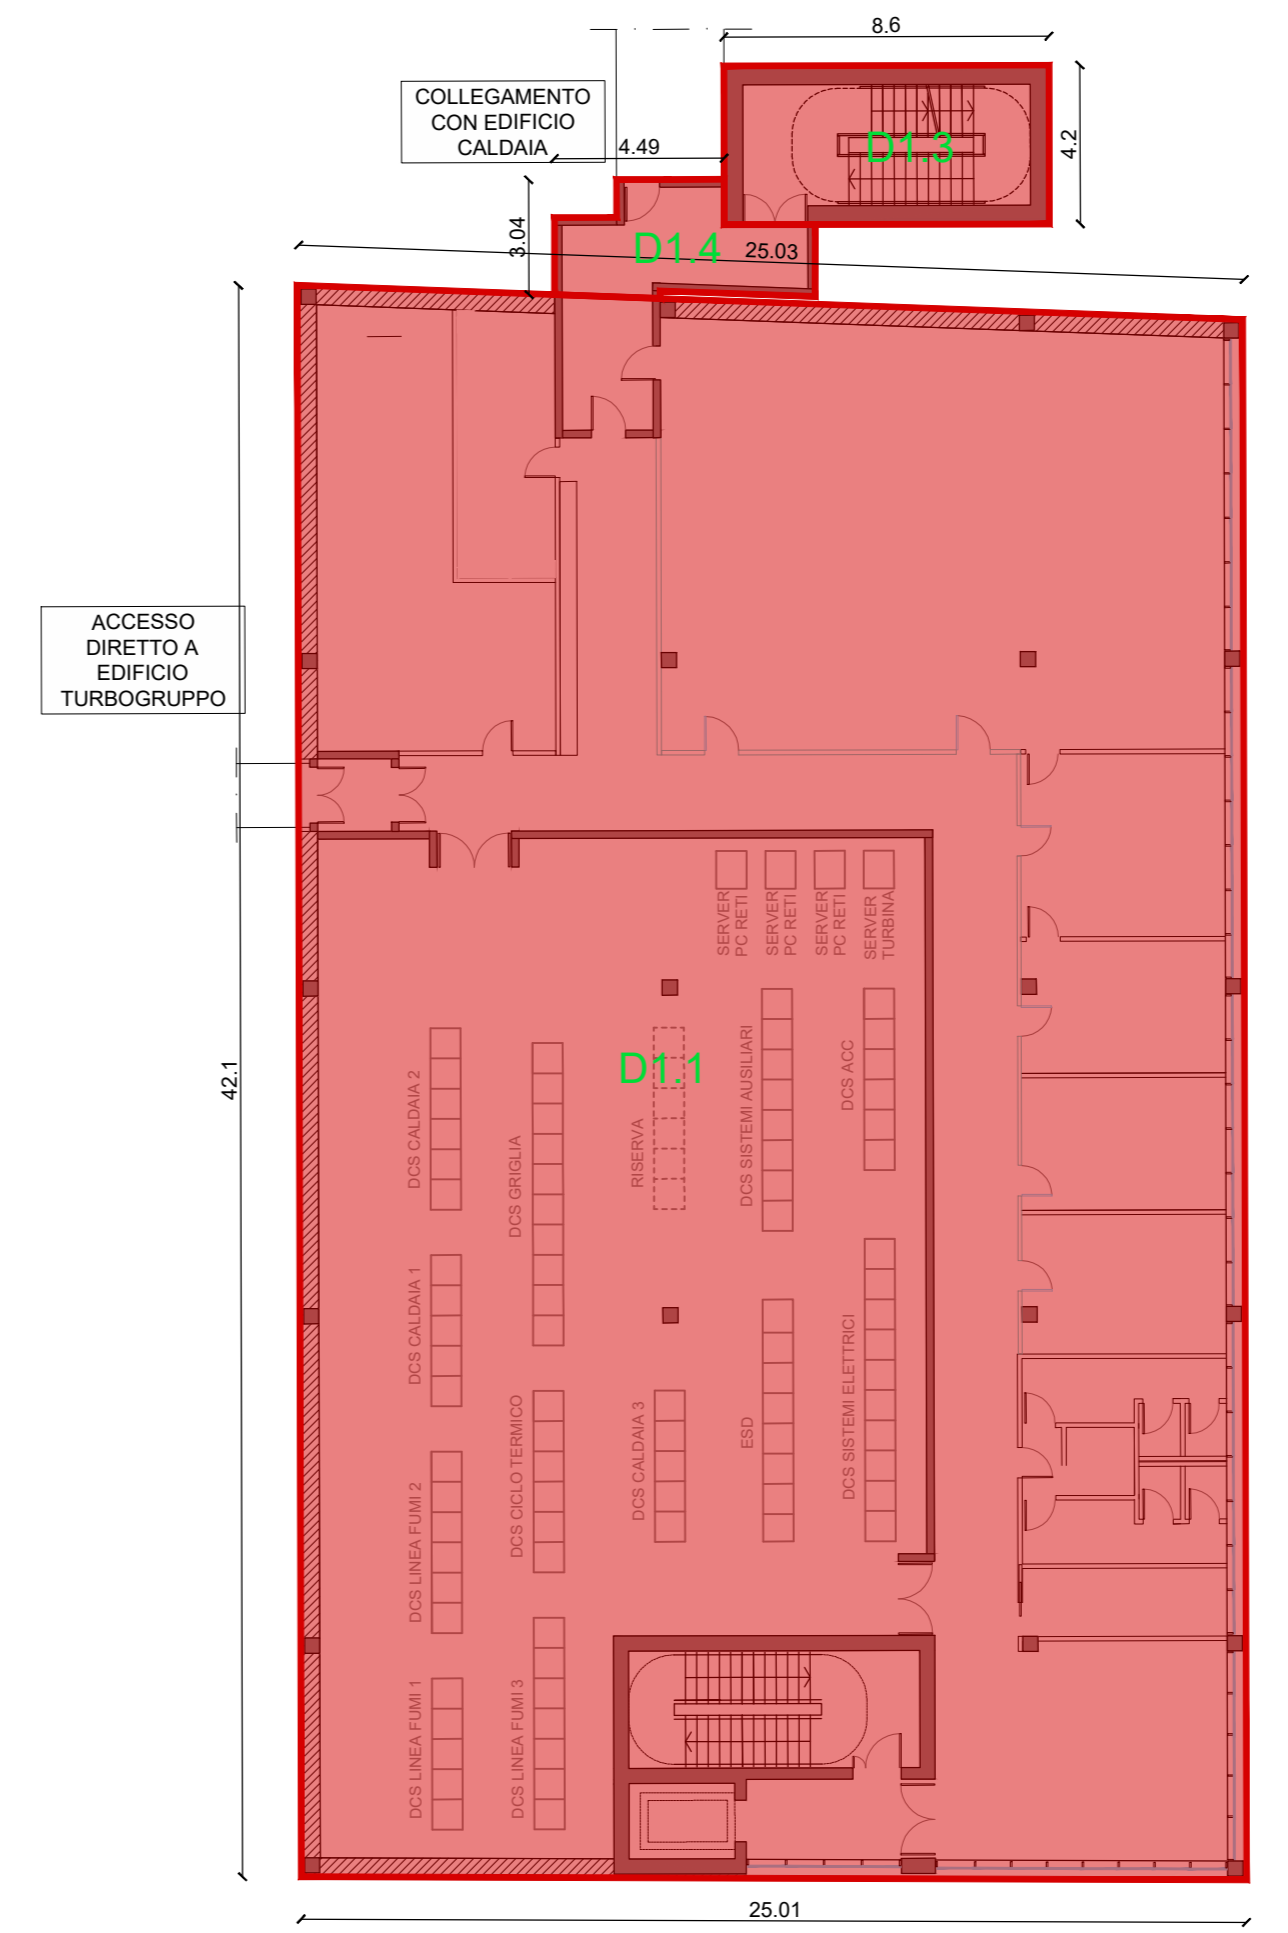 8.6
COLLEGAMENTO
CON EDIFICIO
CALDAIA
4.49
D1.3
4.2
3.04
D1.4
25.03
ACCESSO
DIRETTO A
EDIFICIO
TURBOGRUPPO
42.1
SERVER
PC RETI
SERVER
PC RETI
SERVER
PC RETI
SERVER
TURBINA
D1.1
DCS CALDAIA 2
DCS GRIGLIA
RISERVA
DCS SISTEMI AUSILIARI
DCS ACC
DCS CALDAIA 1
DCS CICLO TERMICO
DCS CALDAIA 3
ESD
DCS SISTEMI ELETTRICI
DCS LINEA FUMI 2
DCS LINEA FUMI 1
DCS LINEA FUMI 3
25.01